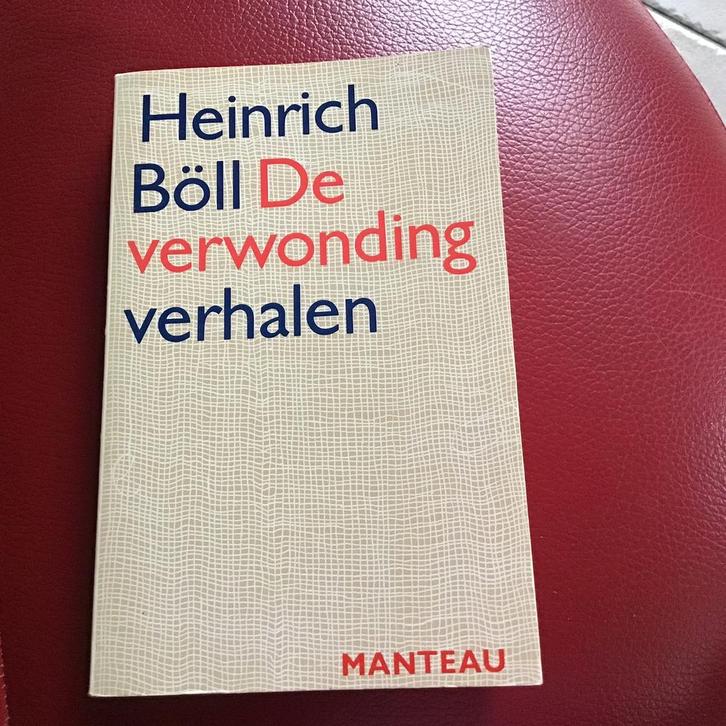 Heinrich
Böll De
verwonding
verhalen
MANTEAU